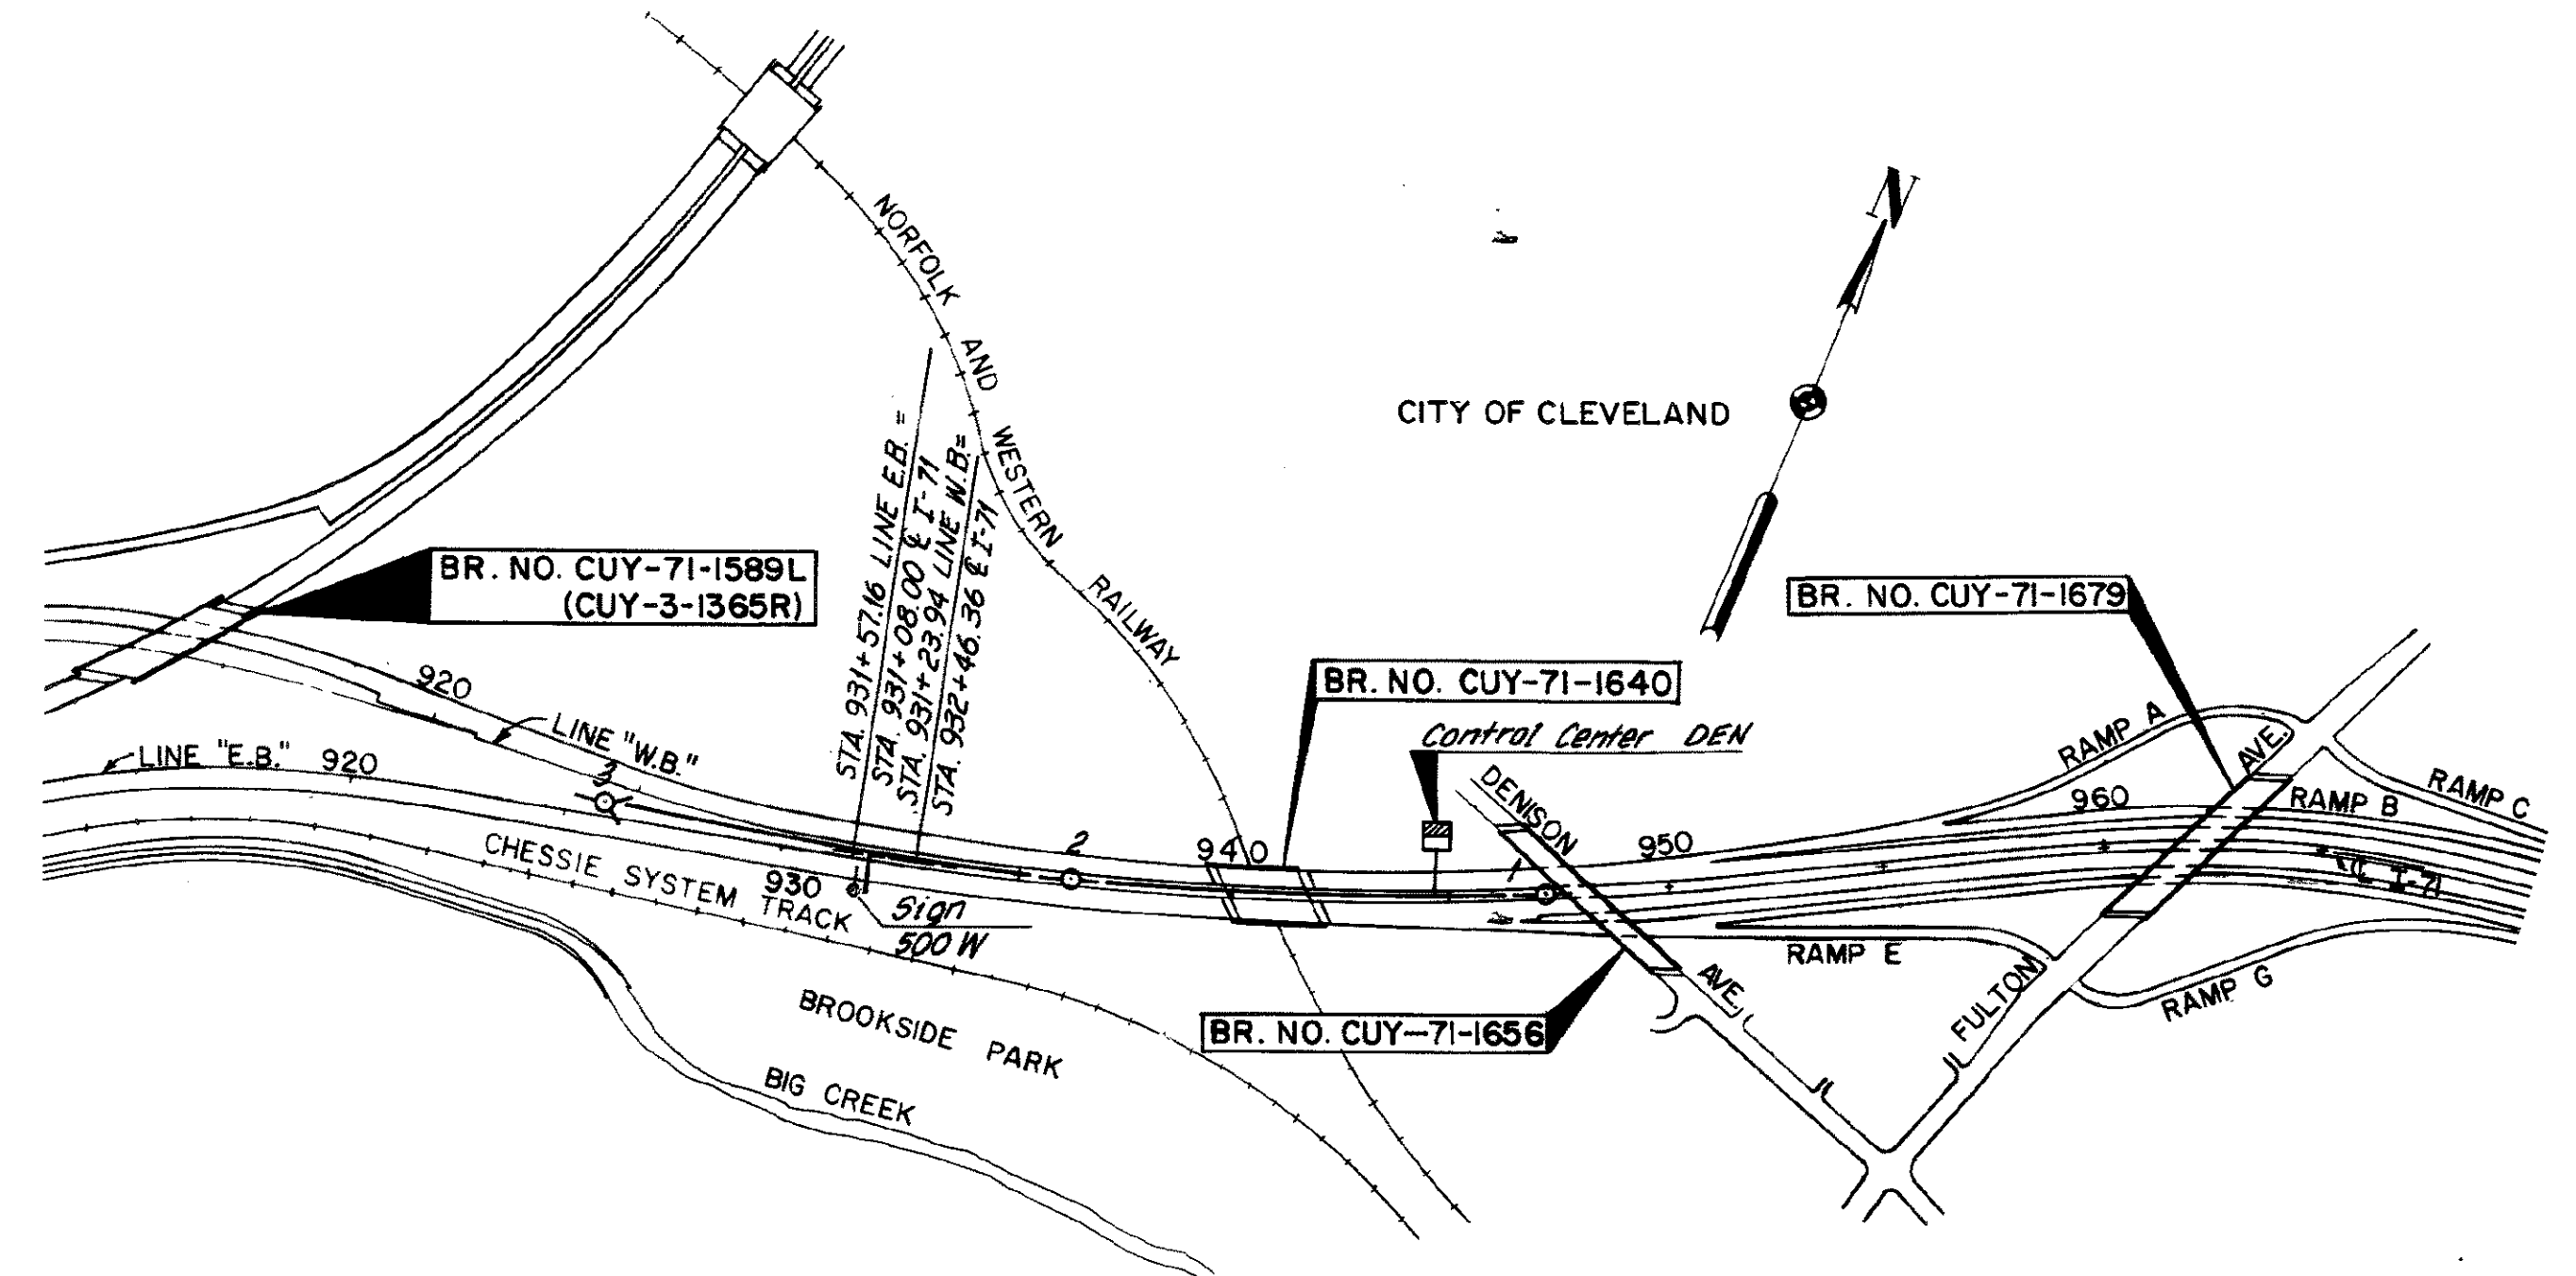 N
NORFOLK AND WESTERN RAILWAY
CITY OF CLEVELAND
BR. NO. CUY-71-1589L
(CUY-3-1365R)
STA. 931+57.16 LINE E.B. =
STA. 931+08.00 ℄ I-71
STA. 931+23.94 LINE W.B.=
STA. 932+46.36 ℄ I-71
BR. NO. CUY-71-1679
BR. NO. CUY-71-1640
Control Center DEN
920
LINE "W.B."
LINE "E.B."
920
3
2
940
1
950
960
DENISON
AVE.
RAMP A
AVE.
RAMP B
RAMP C
℄ I-71
CHESSIE SYSTEM TRACK
930
Sign
500 W
RAMP E
FULTON
RAMP G
BR. NO. CUY-71-1656
BROOKSIDE PARK
BIG CREEK